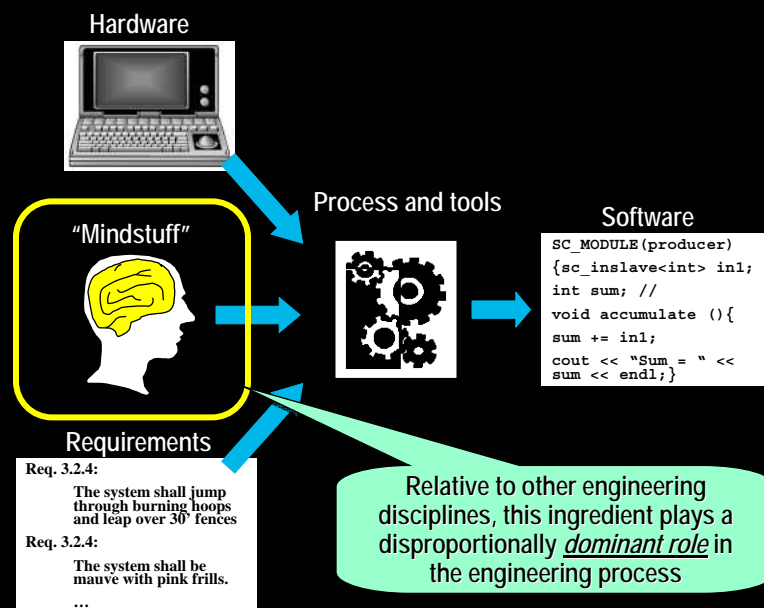 Hardware
"Mindstuff"
Process and tools
Software
SC_MODULE(producer)
{sc_inslave<int> in1;
int sum; //
void accumulate (){
sum += in1;
cout << "Sum = " <<
sum << endl;}
Requirements
Req. 3.2.4:
The system shall jump
through burning hoops
and leap over 30' fences
Req. 3.2.4:
The system shall be
mauve with pink frills.
…
Relative to other engineering
disciplines, this ingredient plays a
disproportionally dominant role in
the engineering process